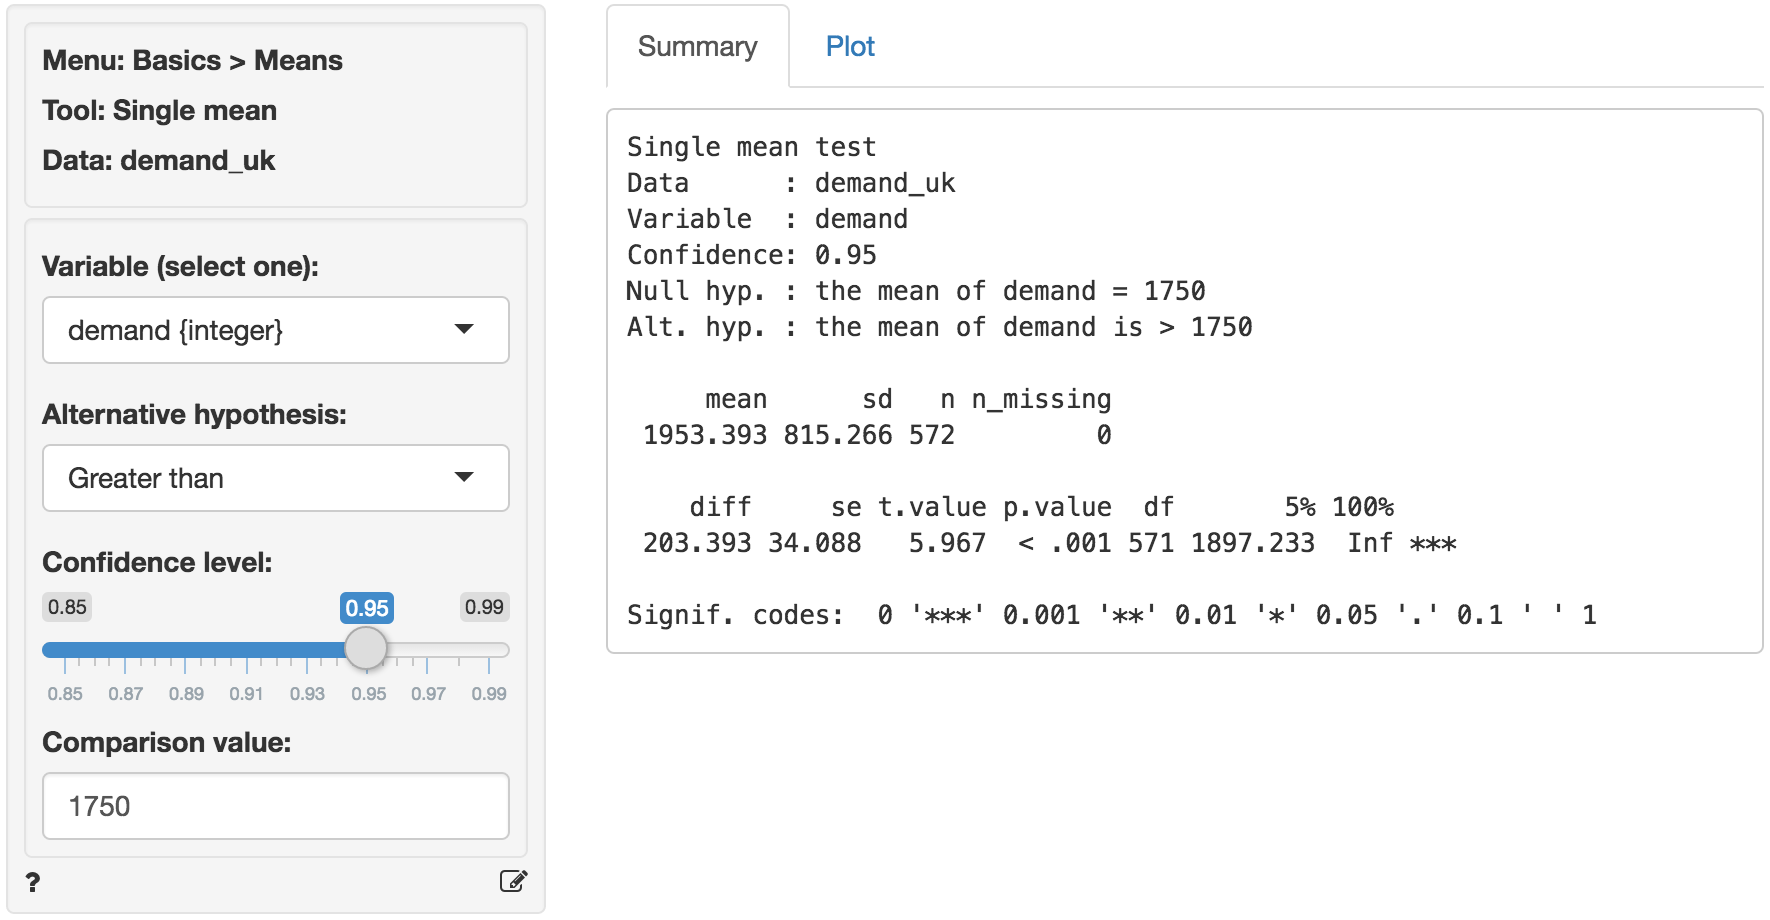 Menu: Basics > Means
Tool: Single mean
Data: demand_uk
Variable (select one):
demand {integer}
Alternative hypothesis:
Greater than
Confidence level:
0.85 0.95 0.99
0.85 0.87 0.89 0.91 0.93 0.95 0.97 0.99
Comparison value:
1750
?
Summary Plot
Single mean test
Data      : demand_uk
Variable  : demand
Confidence: 0.95
Null hyp. : the mean of demand = 1750
Alt. hyp. : the mean of demand is > 1750
     mean      sd   n n_missing
 1953.393 815.266 572         0
    diff     se t.value p.value  df       5% 100%
 203.393 34.088   5.967  < .001 571 1897.233  Inf ***
Signif. codes:  0 '***' 0.001 '**' 0.01 '*' 0.05 '.' 0.1 ' ' 1